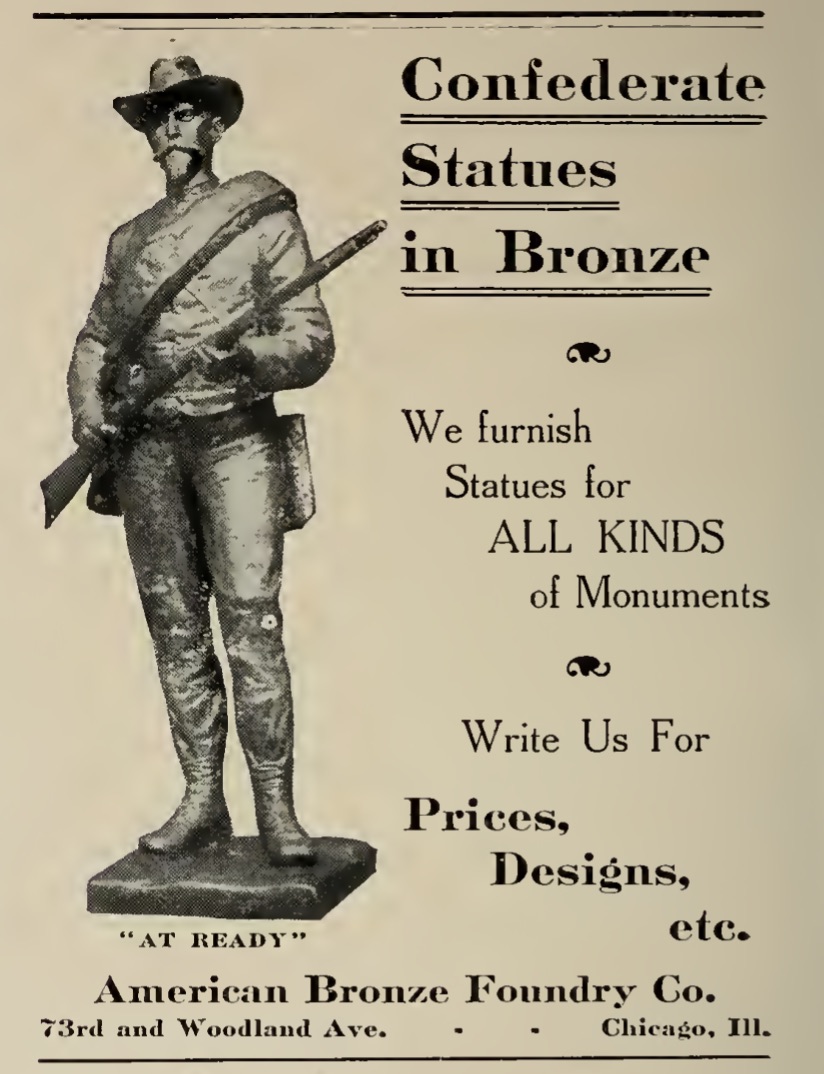 Confederate
Statues
in Bronze
We furnish
Statues for
ALL KINDS
of Monuments
Write Us For
Prices,
Designs,
etc.
"AT READY"
American Bronze Foundry Co.
73rd and Woodland Ave. - - Chicago, Ill.